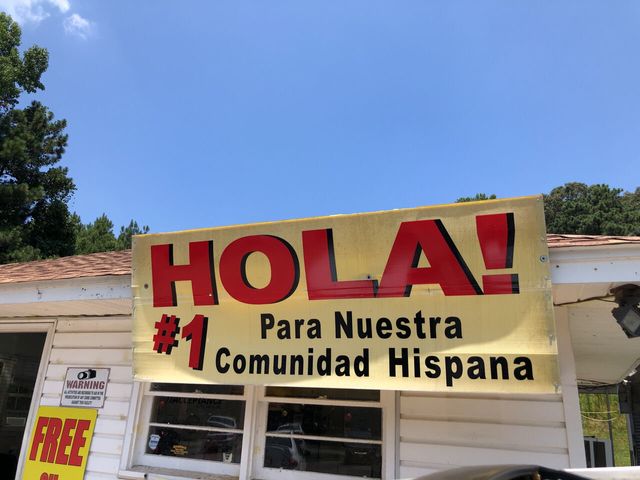 HOLA!
#1 Para Nuestra
Comunidad Hispana
WARNING
FREE